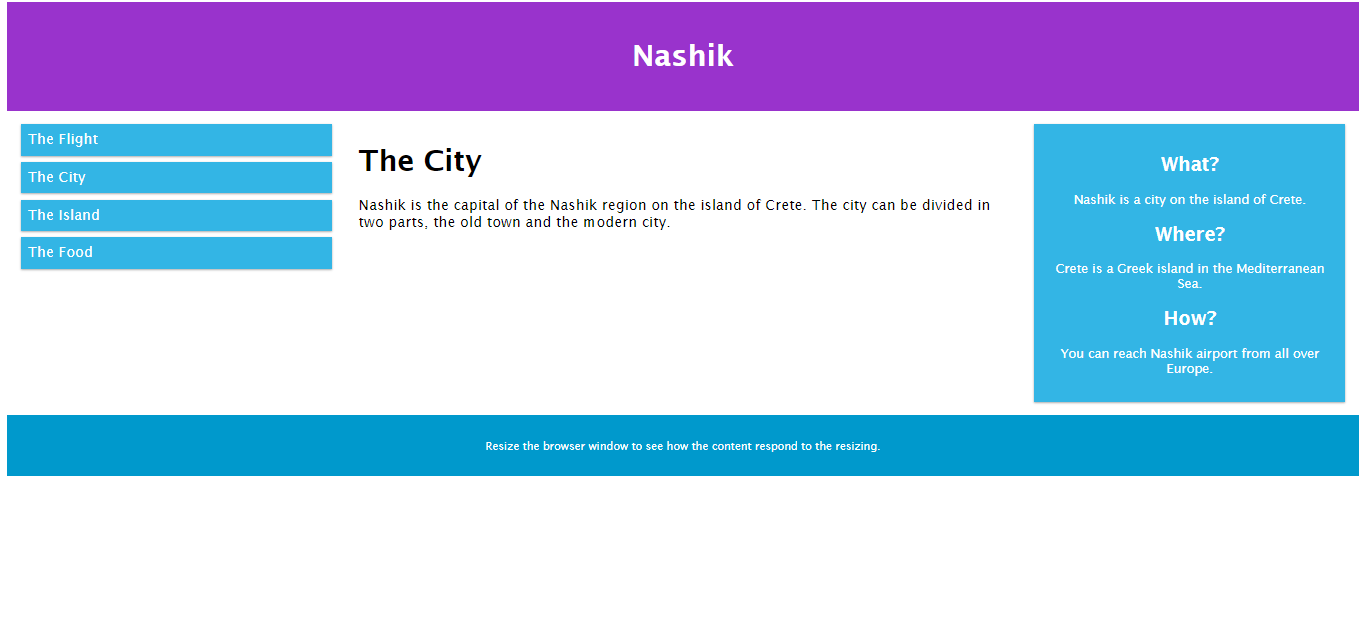 Nashik
The Flight
The City
The Island
The Food
The City
Nashik is the capital of the Nashik region on the island of Crete. The city can be divided in
two parts, the old town and the modern city.
What?
Nashik is a city on the island of Crete.
Where?
Crete is a Greek island in the Mediterranean
Sea.
How?
You can reach Nashik airport from all over
Europe.
Resize the browser window to see how the content respond to the resizing.